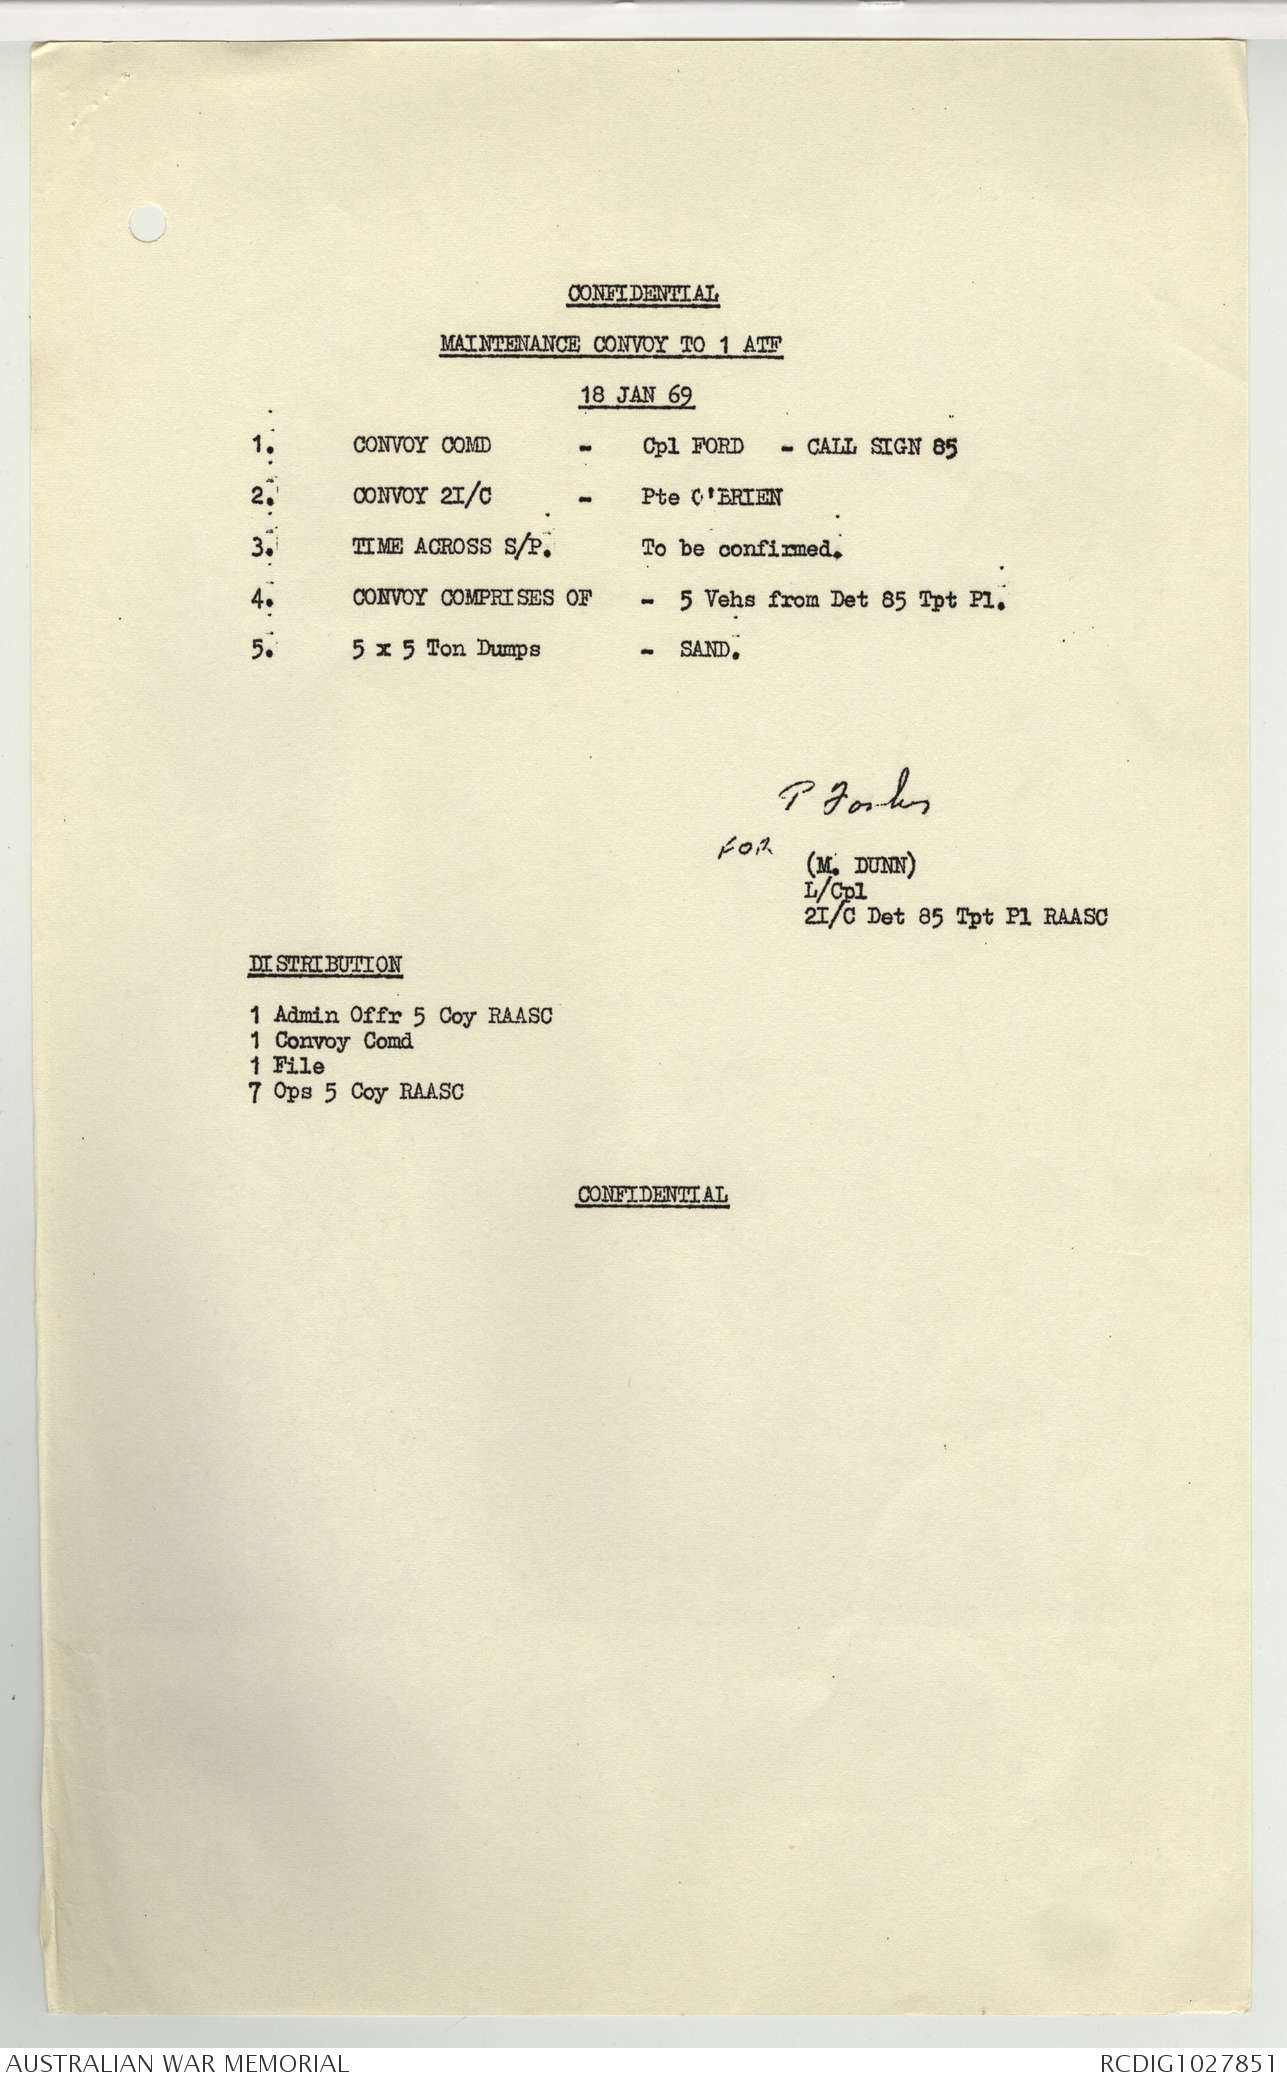 CONFIDENTIAL
MAINTENANCE CONVOY TO 1 ATF
18 JAN 69
1. CONVOY COMD - Cpl FORD - CALL SIGN 85
2. CONVOY 2I/C - Pte O'BRIEN
3. TIME ACROSS S/P. To be confirmed.
4. CONVOY COMPRISES OF - 5 Vehs from Det 85 Tpt Pl.
5. 5 x 5 Ton Dumps - SAND.
P
FOR
(M. DUNN)
L/Cpl
2I/C Det 85 Tpt Pl RAASC
DISTRIBUTION
1 Admin Offr 5 Coy RAASC
1 Convoy Comd
1 File
7 Ops 5 Coy RAASC
CONFIDENTIAL
AUSTRALIAN WAR MEMORIAL
RCDIG1027851